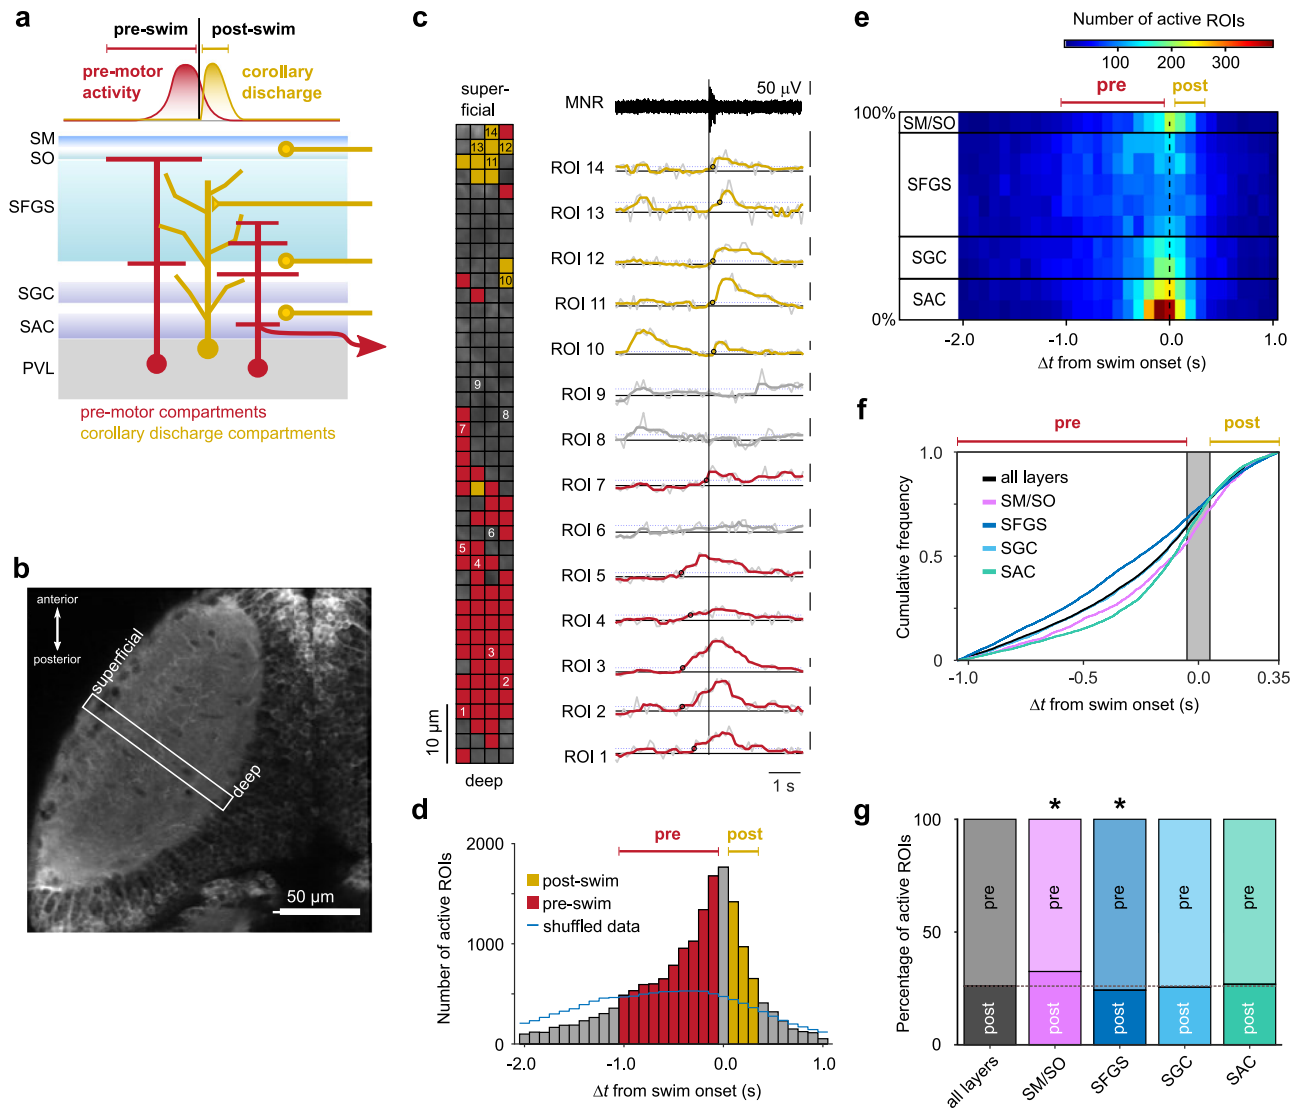 a
pre-swim
post-swim
pre-motor
activity
corollary
discharge
SM
SO
SFGS
SGC
SAC
PVL
pre-motor compartments
corollary discharge compartments
b
anterior
posterior
superficial
deep
50 µm
c
super-
ficial
14
13
12
11
10
9
8
7
6
5
4
3
2
1
10 µm
deep
MNR
50 µV
ROI 14
ROI 13
ROI 12
ROI 11
ROI 10
ROI 9
ROI 8
ROI 7
ROI 6
ROI 5
ROI 4
ROI 3
ROI 2
ROI 1
1 s
d
pre
post
2000
1000
0
Number of active ROIs
post-swim
pre-swim
shuffled data
-2.0
-1.0
0.0
1.0
Δt from swim onset (s)
e
Number of active ROIs
100
200
300
pre
post
100%
0%
SM/SO
SFGS
SGC
SAC
-2.0
-1.0
0.0
1.0
Δt from swim onset (s)
f
pre
post
1.0
0.5
0
Cumulative frequency
all layers
SM/SO
SFGS
SGC
SAC
-1.0
-0.5
0.0
0.35
Δt from swim onset (s)
g
* *
100
50
0
Percentage of active ROIs
pre
pre
pre
pre
pre
post
post
post
post
post
all layers
SM/SO
SFGS
SGC
SAC